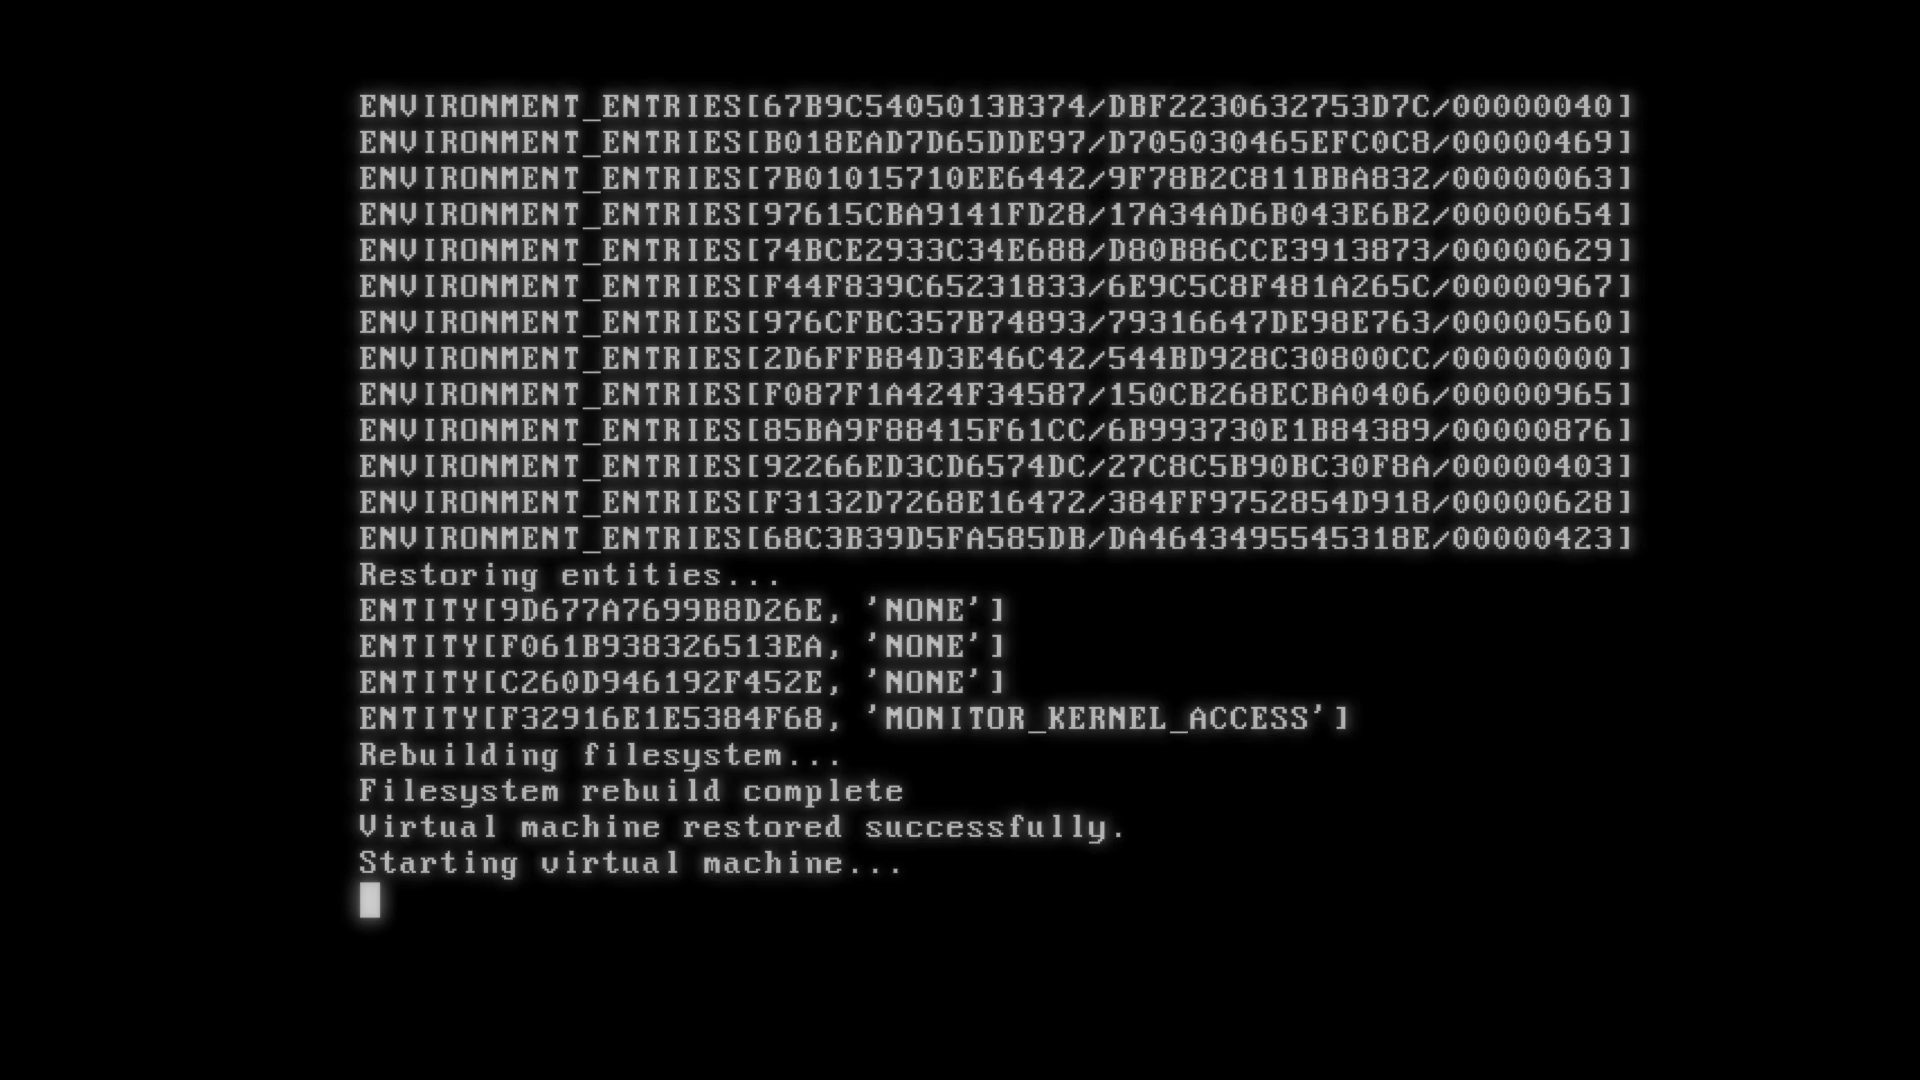 ENVIRONMENT_ENTRIES[67B9C5405013B374/DBF2230632753D7C/00000040]
ENVIRONMENT_ENTRIES[B018EAD7D65DDE97/D705030465EFC0C8/00000469]
ENVIRONMENT_ENTRIES[7B01015710EE6442/9F78B2C811BBA832/00000063]
ENVIRONMENT_ENTRIES[97615CBA9141FD28/17A34AD6B043E6B2/00000654]
ENVIRONMENT_ENTRIES[74BCE2933C34E688/D80B86CCE3913873/00000629]
ENVIRONMENT_ENTRIES[F44F839C65231833/6E9C5C8F481A265C/00000967]
ENVIRONMENT_ENTRIES[976CFBC357B74893/79316647DE98E763/00000560]
ENVIRONMENT_ENTRIES[2D6FFB84D3E46C42/544BD928C30800CC/00000000]
ENVIRONMENT_ENTRIES[F087F1A424F34587/150CB268ECBA0406/00000965]
ENVIRONMENT_ENTRIES[85BA9F88415F61CC/6B993730E1B84389/00000876]
ENVIRONMENT_ENTRIES[92266ED3CD6574DC/27C8C5B90BC30F8A/00000403]
ENVIRONMENT_ENTRIES[F3132D7268E16472/384FF9752854D918/00000628]
ENVIRONMENT_ENTRIES[68C3B39D5FA585DB/DA4643495545318E/00000423]
Restoring entities...
ENTITY[9D677A7699B8D26E, 'NONE']
ENTITY[F061B938326513EA, 'NONE']
ENTITY[C260D946192F452E, 'NONE']
ENTITY[F32916E1E5384F68, 'MONITOR_KERNEL_ACCESS']
Rebuilding filesystem...
Filesystem rebuild complete
Virtual machine restored successfully.
Starting virtual machine...